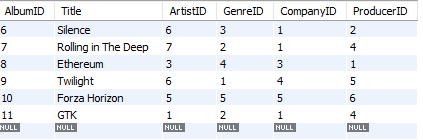 AlbumID Title ArtistID GenreID CompanyID ProducerID
6 Silence 6 3 1 2
7 Rolling in The Deep 7 2 1 4
8 Ethereum 3 4 3 1
9 Twilight 6 1 4 5
10 Forza Horizon 5 5 5 6
11 GTK 1 2 1 4
NULL NULL NULL NULL NULL NULL